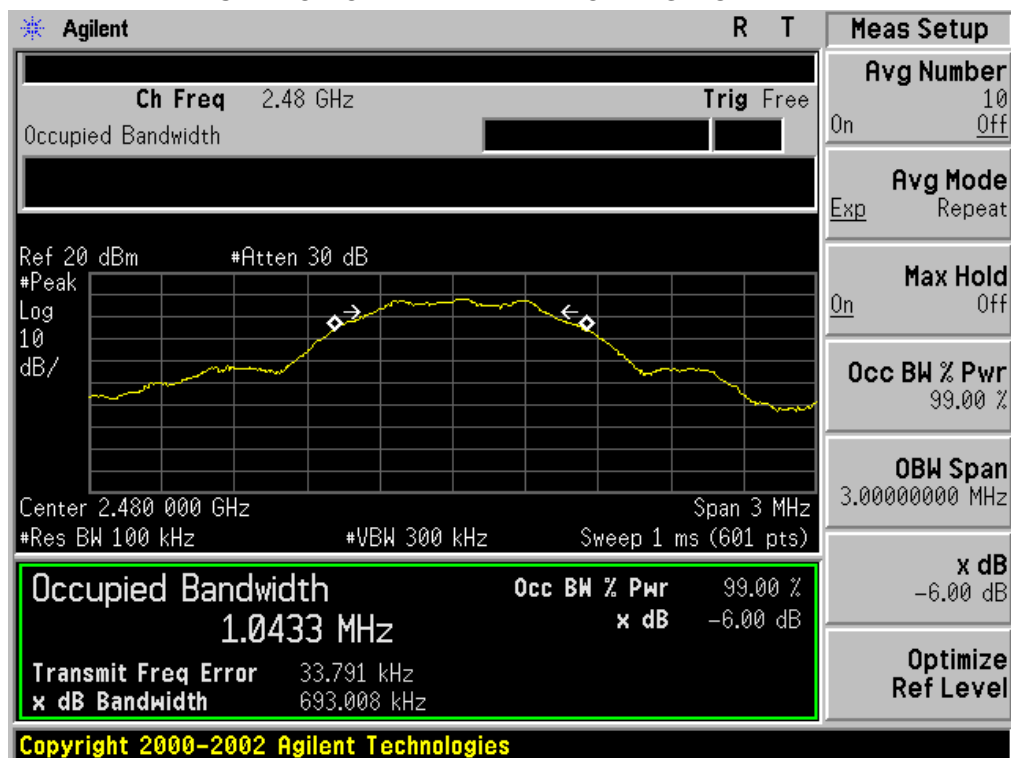 Agilent R T Meas Setup
Avg Number
10
On Off
Ch Freq 2.48 GHz Trig Free
Occupied Bandwidth
Avg Mode
Exp Repeat
Ref 20 dBm #Atten 30 dB
#Peak
Log
10
dB/
Max Hold
On Off
Occ BW % Pwr
99.00 %
OBW Span
3.00000000 MHz
Center 2.480 000 GHz Span 3 MHz
#Res BW 100 kHz #VBW 300 kHz Sweep 1 ms (601 pts)
x dB
-6.00 dB
Occupied Bandwidth Occ BW % Pwr 99.00 %
1.0433 MHz x dB -6.00 dB
Transmit Freq Error 33.791 kHz
x dB Bandwidth 693.008 kHz
Optimize
Ref Level
Copyright 2000-2002 Agilent Technologies